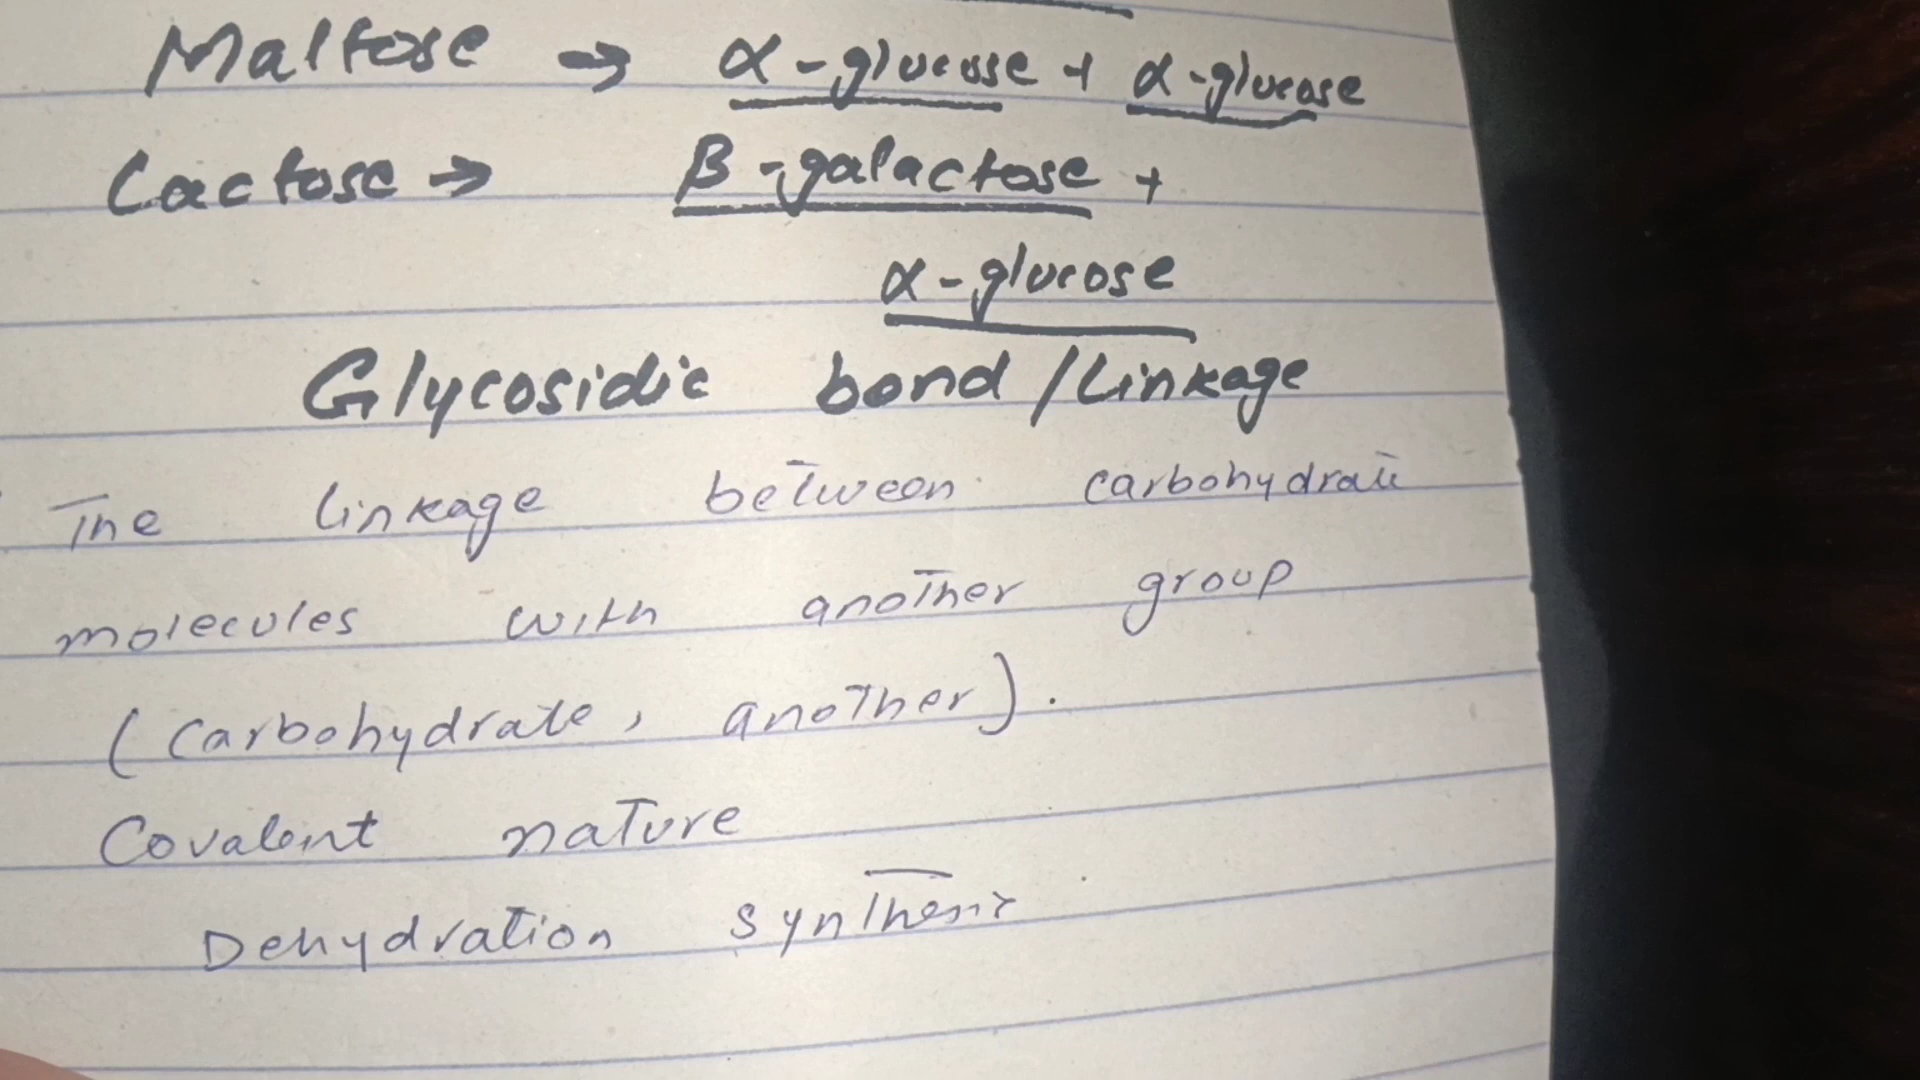 Maltose → α-glucose + α-glucose
Lactose → β-galactose +
α-glucose
Glycosidic bond/Linkage
The linkage between carbohydrate
molecules with another group
(carbohydrate, another).
Covalent nature
Dehydration synthesis